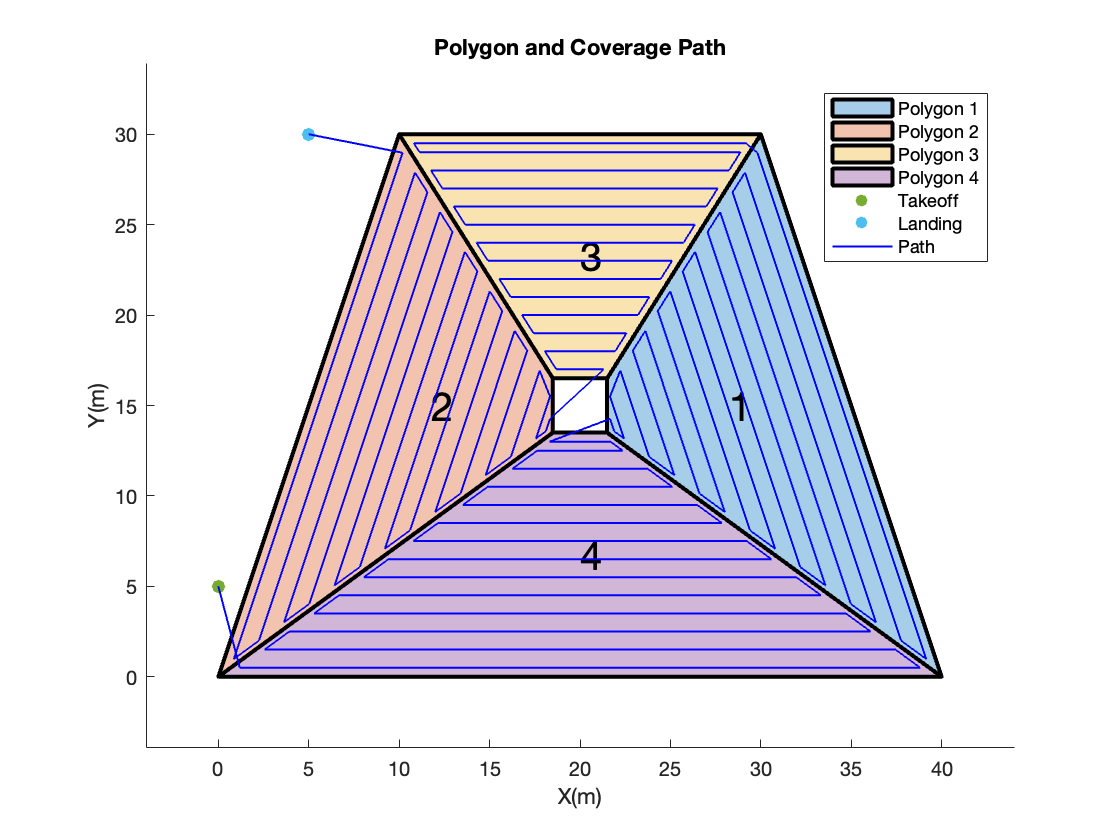 Polygon and Coverage Path
Polygon 1
Polygon 2
Polygon 3
Polygon 4
Takeoff
Landing
Path
30
25
20
15
10
5
0
Y(m)
3
2
1
4
0 5 10 15 20 25 30 35 40
X(m)